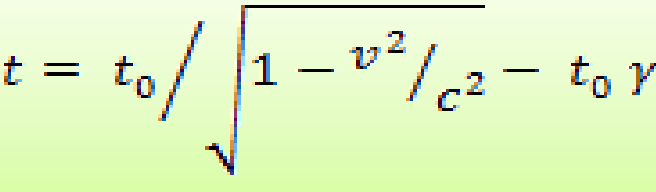 t = t₀/√(1 − v²/c²) − t₀ γ